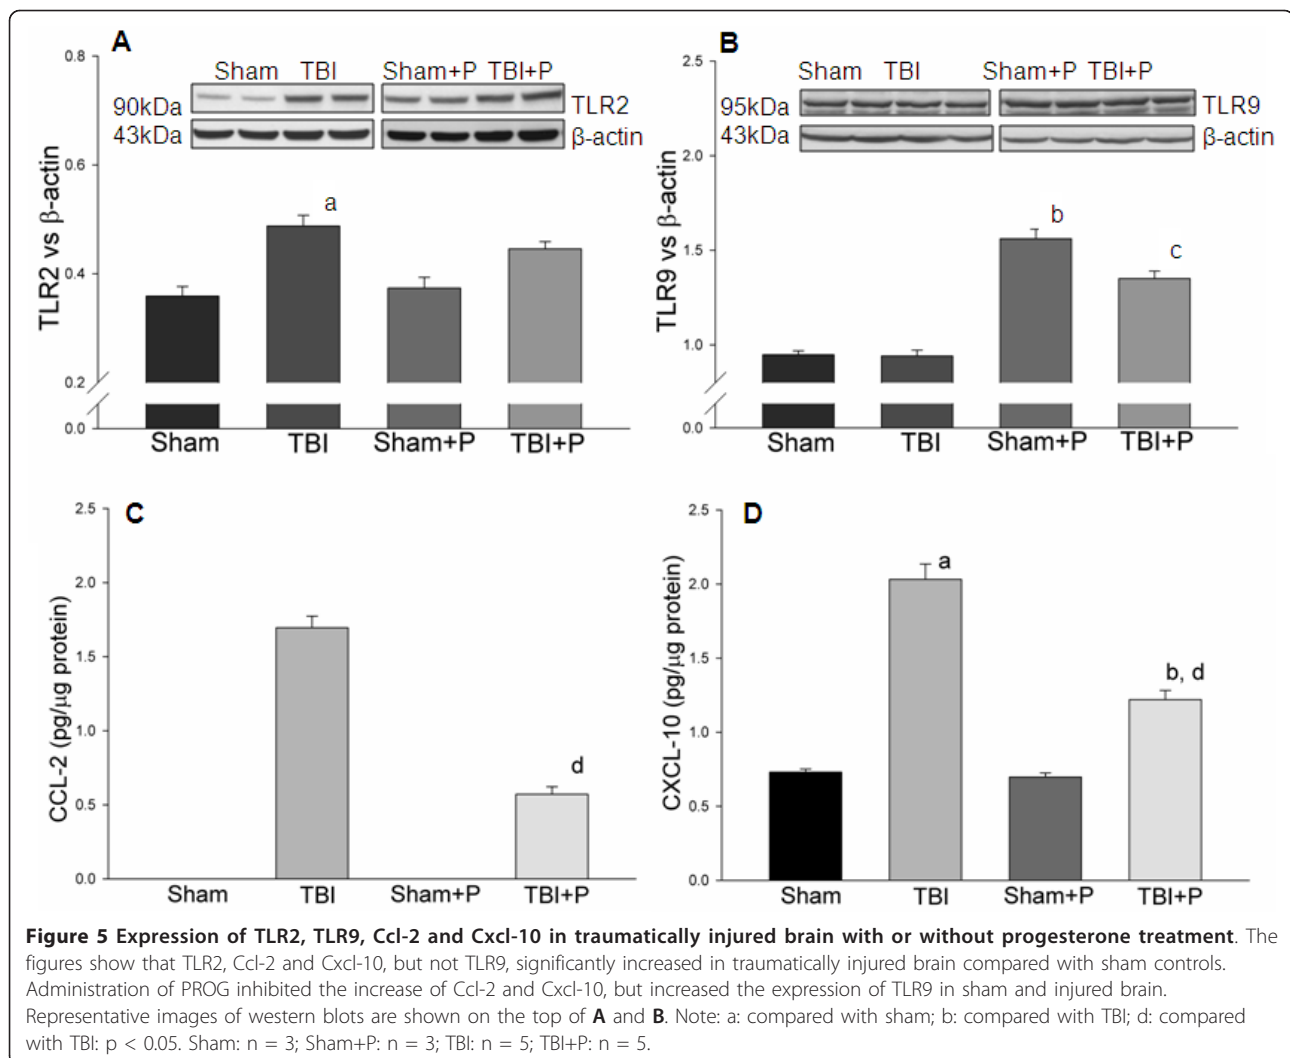 A
0.8
Sham TBI Sham+P TBI+P
90kDa TLR2
43kDa β-actin
0.6
a
TLR2 vs β-actin
0.4
0.2
0.0
Sham TBI Sham+P TBI+P
B
2.5
Sham TBI Sham+P TBI+P
95kDa TLR9
43kDa β-actin
2.0
b
c
TLR9 vs β-actin
1.5
1.0
0.0
Sham TBI Sham+P TBI+P
C
2.5
2.0
CCL-2 (pg/μg protein)
1.5
1.0
d
0.5
0.0
Sham TBI Sham+P TBI+P
D
2.5
a
2.0
CXCL-10 (pg/μg protein)
1.5
b, d
1.0
0.5
0.0
Sham TBI Sham+P TBI+P
Figure 5 Expression of TLR2, TLR9, Ccl-2 and Cxcl-10 in traumatically injured brain with or without progesterone treatment. The
figures show that TLR2, Ccl-2 and Cxcl-10, but not TLR9, significantly increased in traumatically injured brain compared with sham controls.
Administration of PROG inhibited the increase of Ccl-2 and Cxcl-10, but increased the expression of TLR9 in sham and injured brain.
Representative images of western blots are shown on the top of A and B. Note: a: compared with sham; b: compared with TBI; d: compared
with TBI: p < 0.05. Sham: n = 3; Sham+P: n = 3; TBI: n = 5; TBI+P: n = 5.